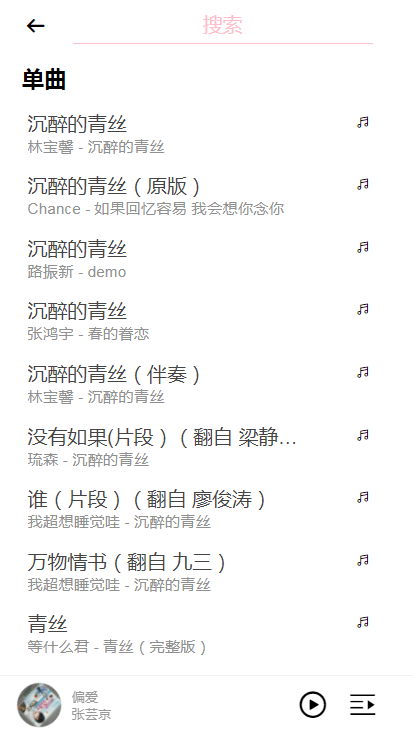 搜索
单曲
沉醉的青丝
林宝馨 - 沉醉的青丝
沉醉的青丝（原版）
Chance - 如果回忆容易 我会想你念你
沉醉的青丝
路振新 - demo
沉醉的青丝
张鸿宇 - 春的眷恋
沉醉的青丝（伴奏）
林宝馨 - 沉醉的青丝
没有如果(片段）（翻自 梁静…
琉森 - 沉醉的青丝
谁（片段）（翻自 廖俊涛）
我超想睡觉哇 - 沉醉的青丝
万物情书（翻自 九三）
我超想睡觉哇 - 沉醉的青丝
青丝
等什么君 - 青丝（完整版）
偏爱
张芸京